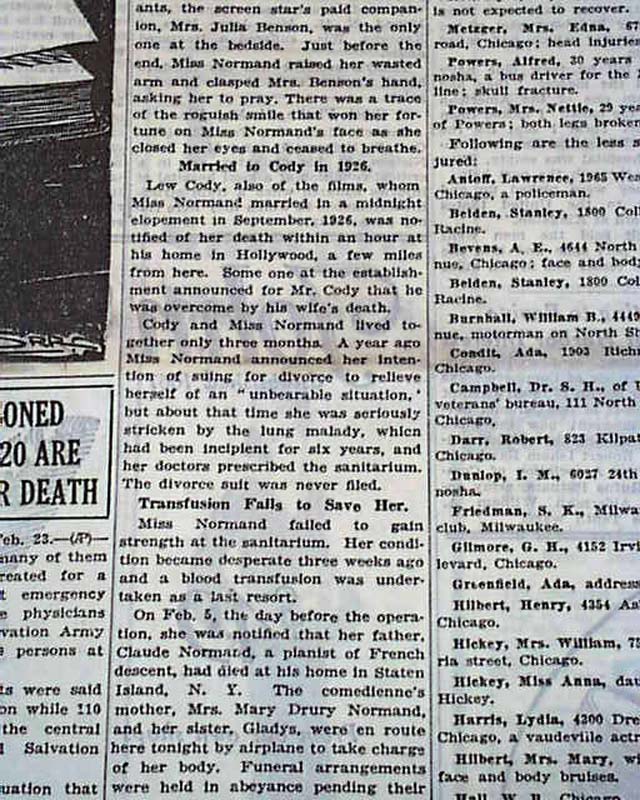 ants, the screen star's paid compan-
ion, Mrs. Julia Benson, was the only
one at the bedside. Just before the
end, Miss Normand raised her wasted
arm and clasped Mrs. Benson's hand,
asking her to pray. There was a trace
of the roguish smile that won her for-
tune on Miss Normand's face as she
closed her eyes and ceased to breathe.
Married to Cody in 1926.
Lew Cody, also of the films, whom
Miss Normand married in a midnight
elopement in September, 1926, was no-
tified of her death within an hour at
his home in Hollywood, a few miles
from here. Some one at the establish-
ment announced for Mr. Cody that he
was overcome by his wife's death.
Cody and Miss Normand lived to-
gether only three months. A year ago
Miss Normand announced her inten-
tion of suing for divorce to relieve
herself of an "unbearable situation,'
but about that time she was seriously
stricken by the lung malady, which
had been incipient for six years, and
her doctors prescribed the sanitarium.
The divorce suit was never filed.
Transfusion Fails to Save Her.
Miss Normand failed to gain
strength at the sanitarium. Her condi-
tion became desperate three weeks ago
and a blood transfusion was under-
taken as a last resort.
On Feb. 5, the day before the opera-
tion, she was notified that her father,
Claude Normand, a pianist of French
descent, had died at his home in Staten
Island, N. Y. The comedienne's
mother, Mrs. Mary Drury Normand,
and her sister, Gladys, were en route
here tonight by airplane to take charge
of her body. Funeral arrangements
were held in abeyance pending their
ONED
20 ARE
R DEATH
Feb. 23.—(AP)—
many of them
reated for a
t emergency
e physicians
vation Army
e persons at
ts were said
on while 110
the central
l Salvation
uation that
is not expected to recover.
Metzger, Mrs. Edna, 67
road, Chicago; head injuries
Powers, Alfred, 30 years
nosha, a bus driver for the
line; skull fracture.
Powers, Mrs. Nettie, 29 ye
of Powers; both legs broken
Following are the less s
jured:
Antoff, Lawrence, 1965 We
Chicago, a policeman.
Belden, Stanley, 1800 Coll
Racine.
Bevens, A. E., 4644 North
nue, Chicago; face and body
Belden, Stanley, 1800 Col
Racine.
Burnhall, William B., 4449
nue, motorman on North Sh
Condit, Ada, 1903 Richm
Chicago.
Campbell, Dr. S. H., of
veterans' bureau, 111 North
Chicago,
Darr, Robert, 823 Kilpat
Chicago.
Dunlop, I. M., 6027 24th
nosha.
Friedman, S. K., Milwa
club, Milwaukee.
Gilmore, G. H., 4152 Irvi
levard, Chicago.
Greenfield, Ada, address
Hilbert, Henry, 4354 A
Chicago.
Hickey, Mrs. William, 73
ria street, Chicago.
Hickey, Miss Anna, dau
Hickey.
Harris, Lydia, 4300 Dre
Chicago, a vaudeville actr
Hilbert, Mrs. Mary, wi
face and body bruises.
Hall, W. B., Chicago